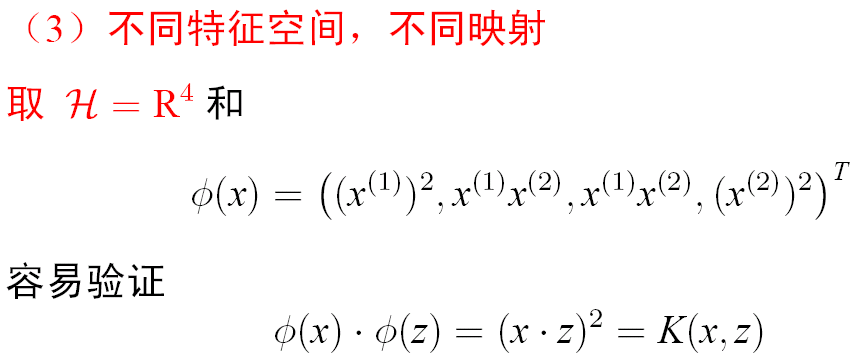 （3）不同特征空间，不同映射
取 ℋ = R⁴ 和
ϕ(x) = ((x⁽¹⁾)², x⁽¹⁾x⁽²⁾, x⁽¹⁾x⁽²⁾, (x⁽²⁾)²)ᵀ
容易验证
ϕ(x) · ϕ(z) = (x · z)² = K(x, z)